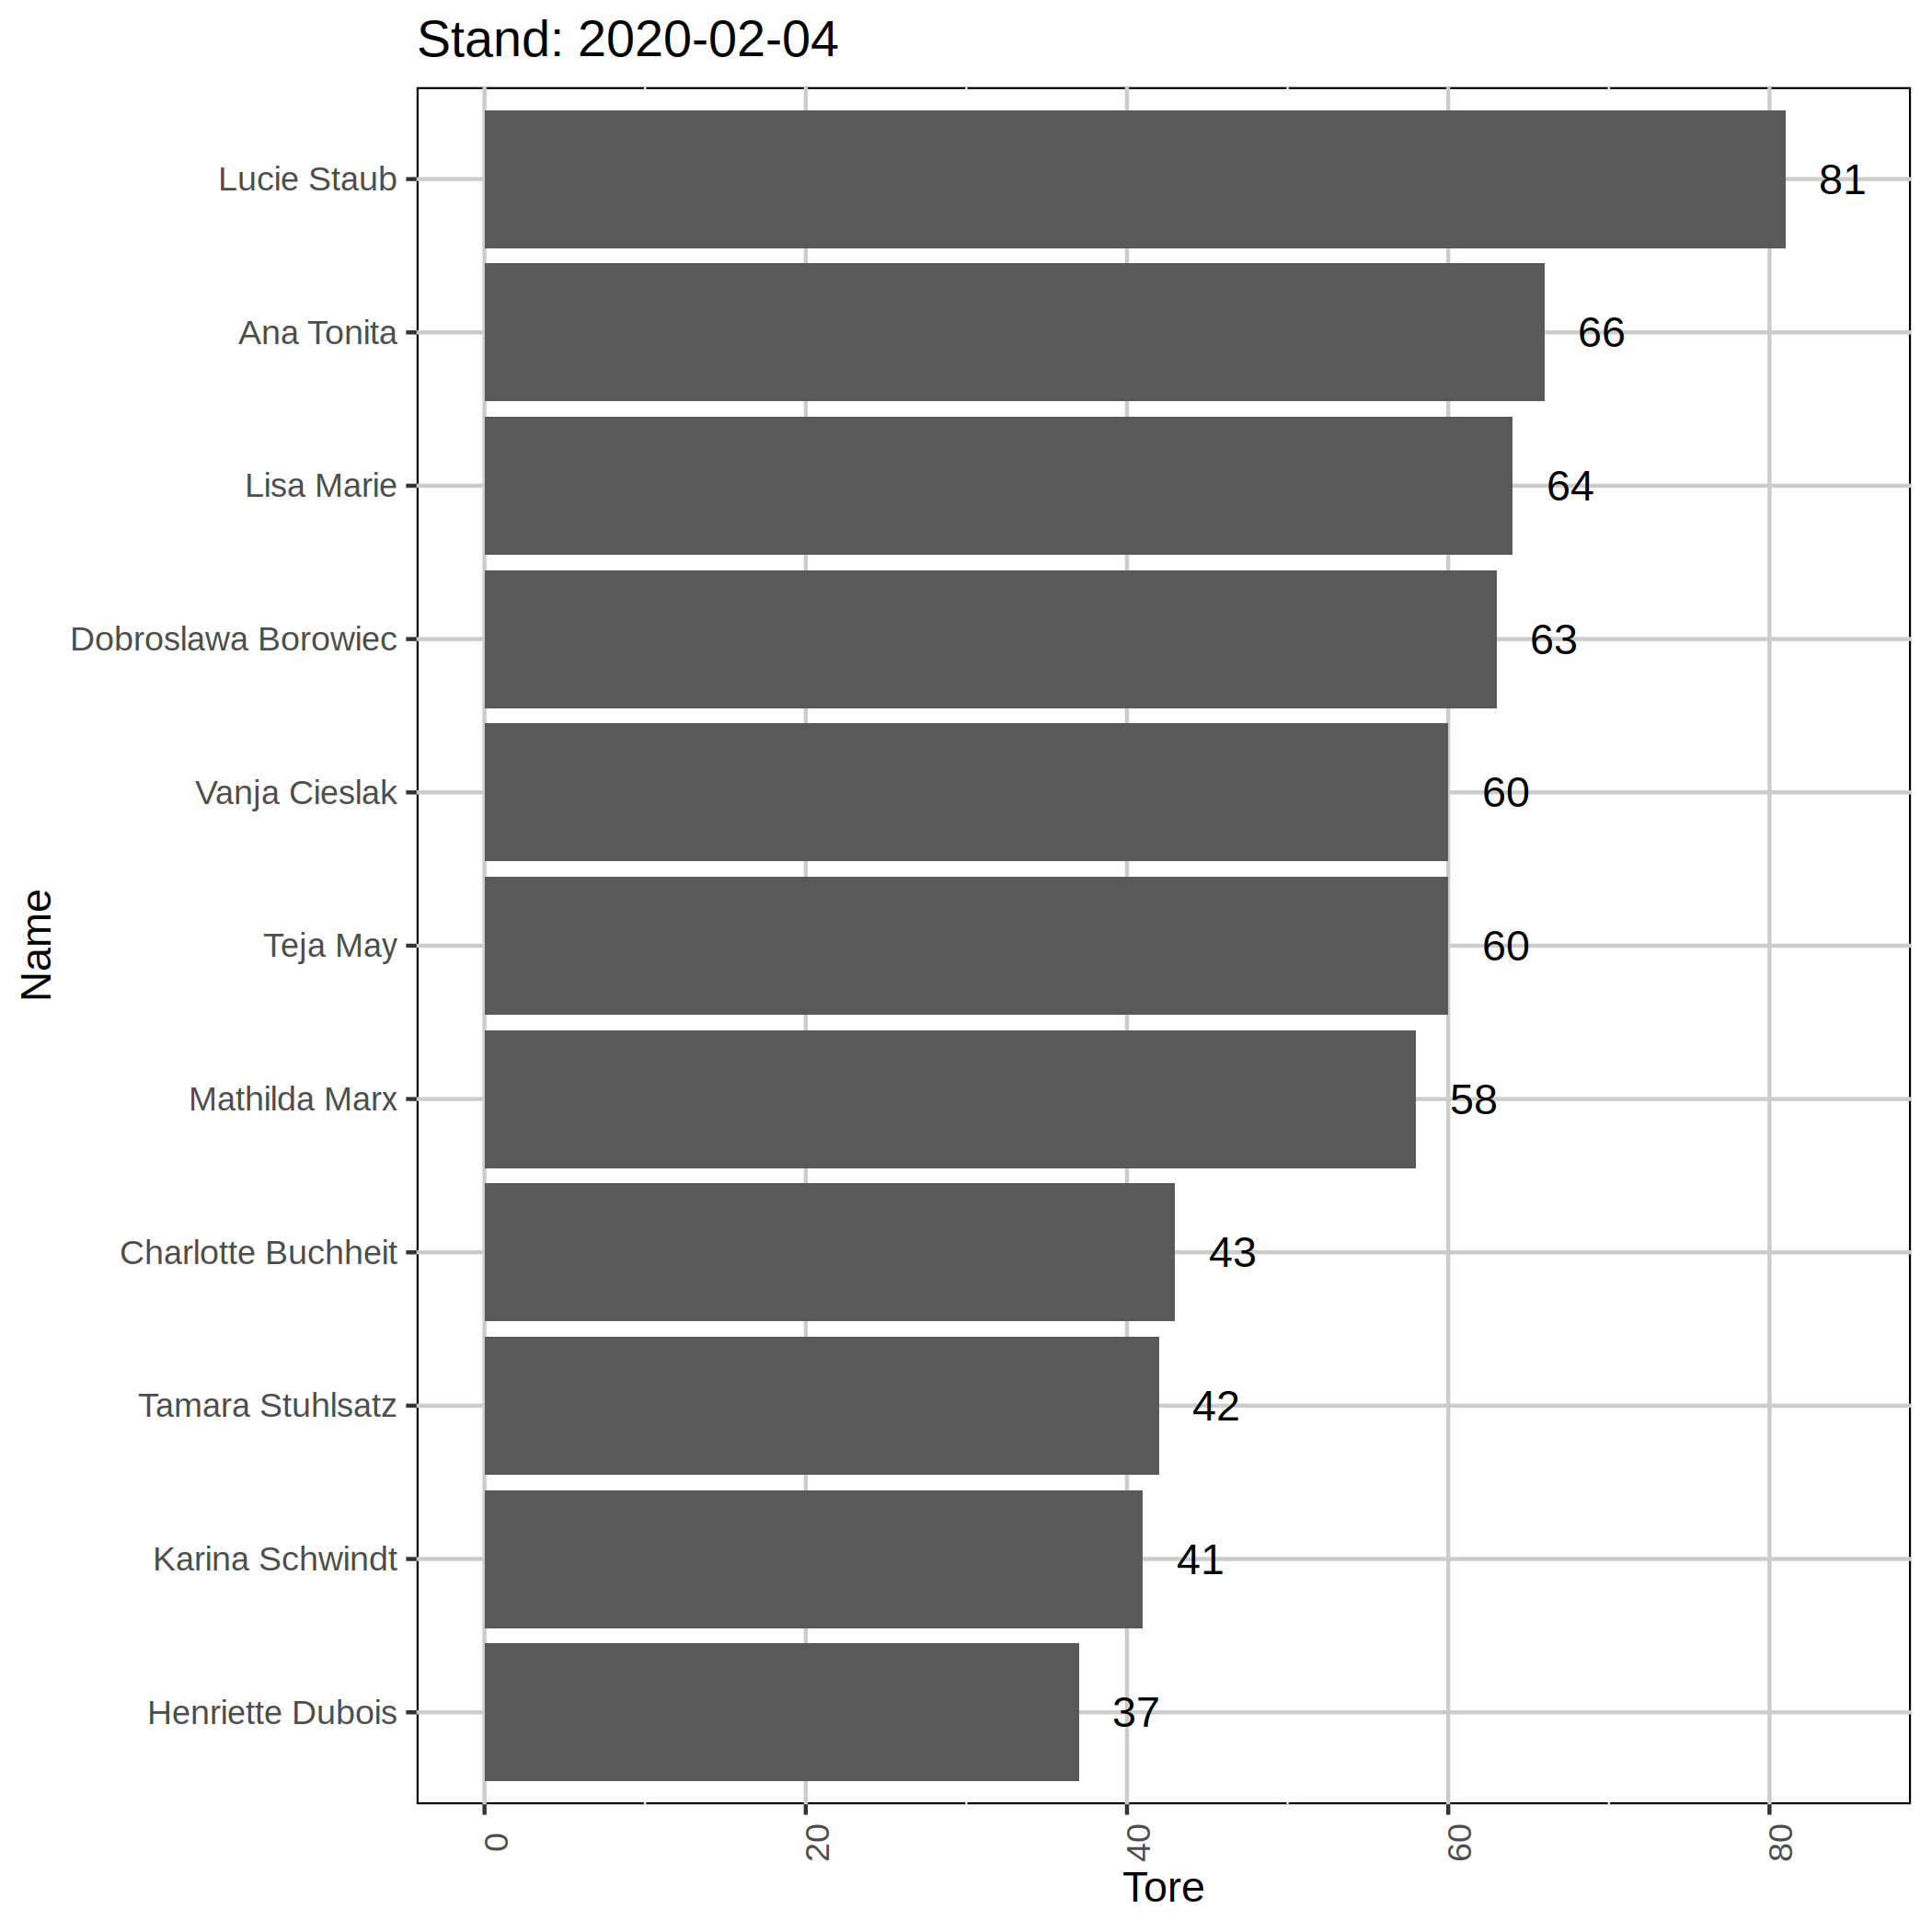 Stand: 2020-02-04
Name
Lucie Staub 81
Ana Tonita 66
Lisa Marie 64
Dobroslawa Borowiec 63
Vanja Cieslak 60
Teja May 60
Mathilda Marx 58
Charlotte Buchheit 43
Tamara Stuhlsatz 42
Karina Schwindt 41
Henriette Dubois 37
0 20 40 60 80
Tore